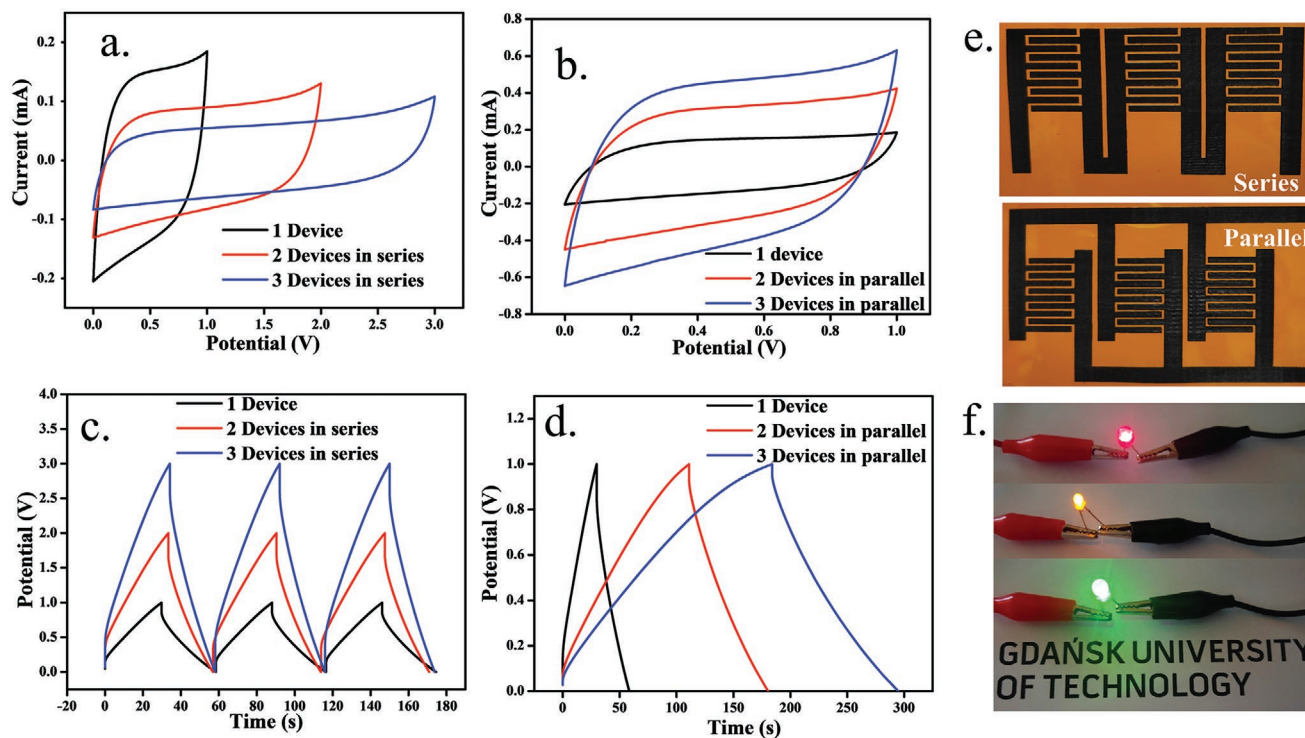 a.
0.2
0.1
0.0
-0.1
-0.2
Current (mA)
1 Device
2 Devices in series
3 Devices in series
0.0 0.5 1.0 1.5 2.0 2.5 3.0
Potential (V)
b.
0.8
0.6
0.4
0.2
0.0
-0.2
-0.4
-0.6
-0.8
Current (mA)
1 device
2 Devices in parallel
3 Devices in parallel
0.0 0.2 0.4 0.6 0.8 1.0
Potential (V)
e.
Series
Parallel
c.
4.0
3.5
3.0
2.5
2.0
1.5
1.0
0.5
0.0
Potential (V)
1 Device
2 Devices in series
3 Devices in series
-20 0 20 40 60 80 100 120 140 160 180
Time (s)
d.
1.2
1.0
0.8
0.6
0.4
0.2
0.0
Potential (V)
1 Device
2 Devices in parallel
3 Devices in parallel
0 50 100 150 200 250 300
Time (s)
f.
GDAŃSK UNIVERSITY
OF TECHNOLOGY